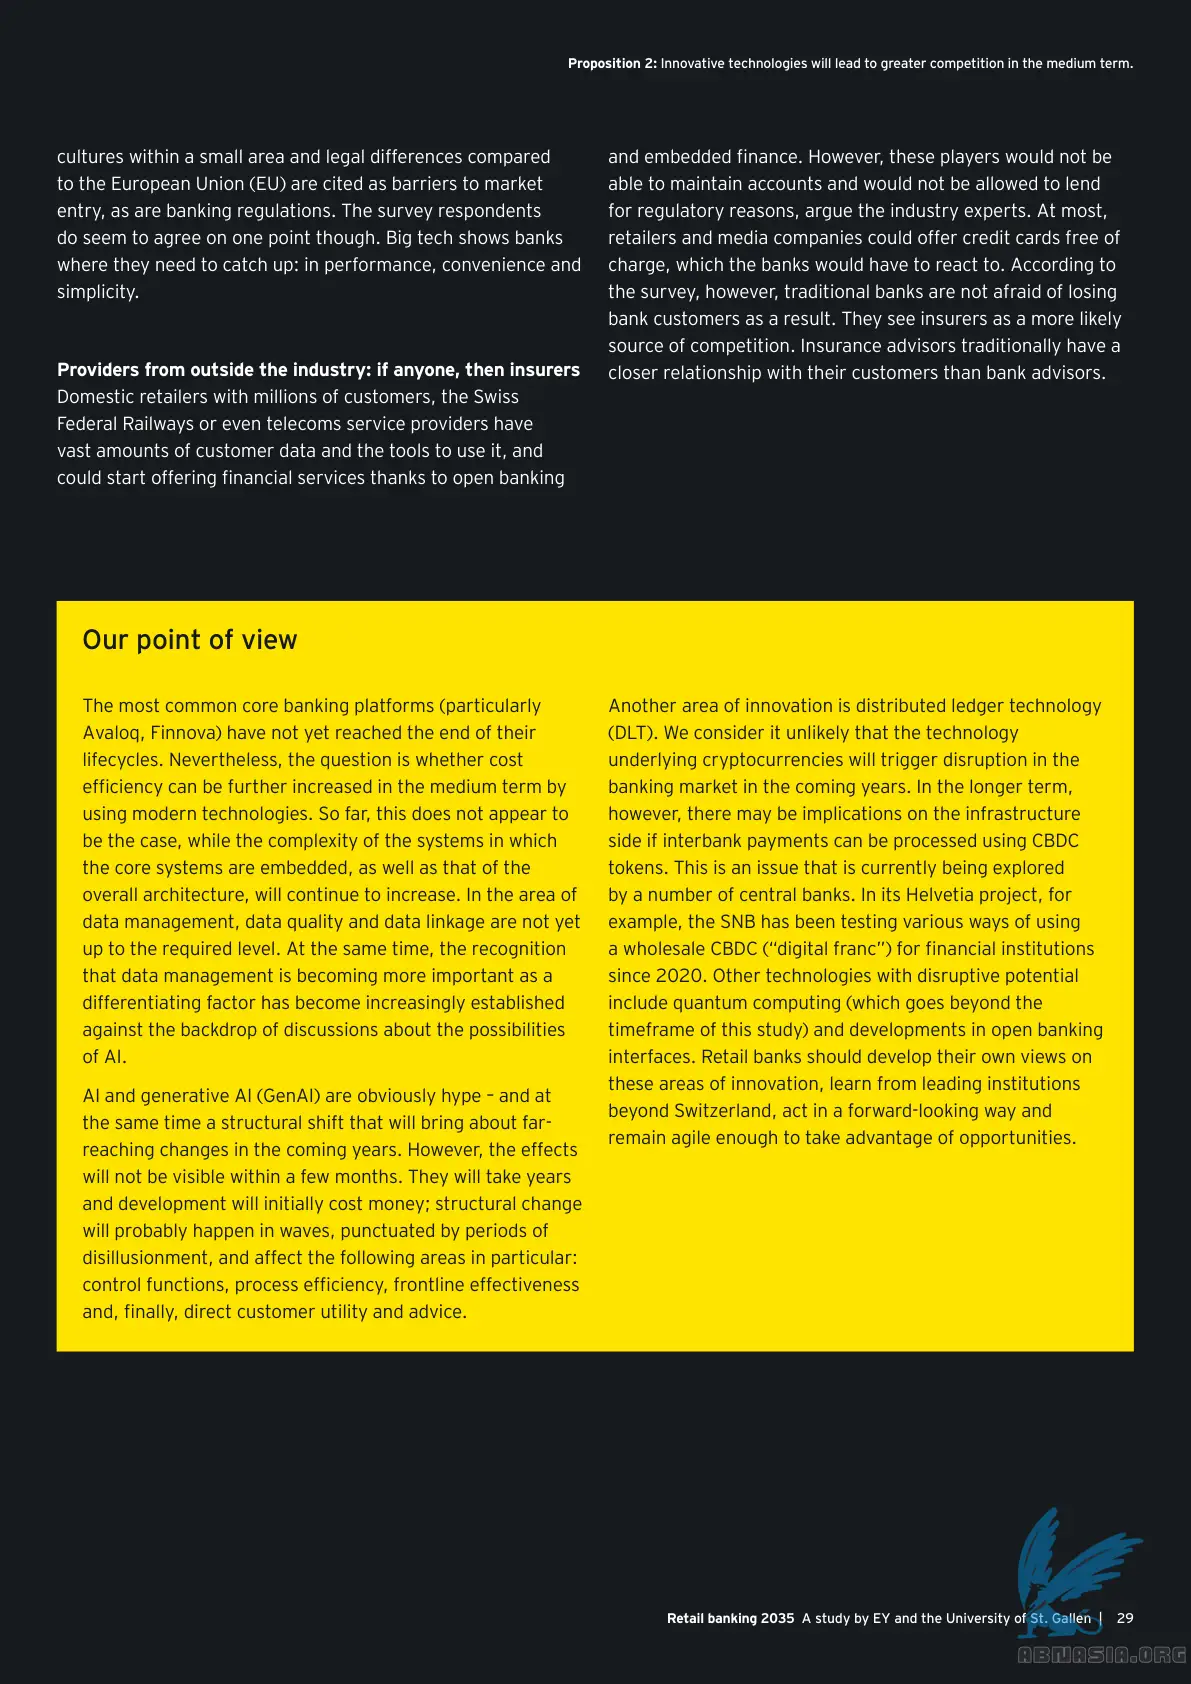 Proposition 2: Innovative technologies will lead to greater competition in the medium term.
cultures within a small area and legal differences compared
to the European Union (EU) are cited as barriers to market
entry, as are banking regulations. The survey respondents
do seem to agree on one point though. Big tech shows banks
where they need to catch up: in performance, convenience and
simplicity.
Providers from outside the industry: if anyone, then insurers
Domestic retailers with millions of customers, the Swiss
Federal Railways or even telecoms service providers have
vast amounts of customer data and the tools to use it, and
could start offering financial services thanks to open banking
and embedded finance. However, these players would not be
able to maintain accounts and would not be allowed to lend
for regulatory reasons, argue the industry experts. At most,
retailers and media companies could offer credit cards free of
charge, which the banks would have to react to. According to
the survey, however, traditional banks are not afraid of losing
bank customers as a result. They see insurers as a more likely
source of competition. Insurance advisors traditionally have a
closer relationship with their customers than bank advisors.
Our point of view
The most common core banking platforms (particularly
Avaloq, Finnova) have not yet reached the end of their
lifecycles. Nevertheless, the question is whether cost
efficiency can be further increased in the medium term by
using modern technologies. So far, this does not appear to
be the case, while the complexity of the systems in which
the core systems are embedded, as well as that of the
overall architecture, will continue to increase. In the area of
data management, data quality and data linkage are not yet
up to the required level. At the same time, the recognition
that data management is becoming more important as a
differentiating factor has become increasingly established
against the backdrop of discussions about the possibilities
of AI.
AI and generative AI (GenAI) are obviously hype – and at
the same time a structural shift that will bring about far-
reaching changes in the coming years. However, the effects
will not be visible within a few months. They will take years
and development will initially cost money; structural change
will probably happen in waves, punctuated by periods of
disillusionment, and affect the following areas in particular:
control functions, process efficiency, frontline effectiveness
and, finally, direct customer utility and advice.
Another area of innovation is distributed ledger technology
(DLT). We consider it unlikely that the technology
underlying cryptocurrencies will trigger disruption in the
banking market in the coming years. In the longer term,
however, there may be implications on the infrastructure
side if interbank payments can be processed using CBDC
tokens. This is an issue that is currently being explored
by a number of central banks. In its Helvetia project, for
example, the SNB has been testing various ways of using
a wholesale CBDC (“digital franc”) for financial institutions
since 2020. Other technologies with disruptive potential
include quantum computing (which goes beyond the
timeframe of this study) and developments in open banking
interfaces. Retail banks should develop their own views on
these areas of innovation, learn from leading institutions
beyond Switzerland, act in a forward-looking way and
remain agile enough to take advantage of opportunities.
Retail banking 2035 A study by EY and the University of St. Gallen | 29
ABNASIA.ORG